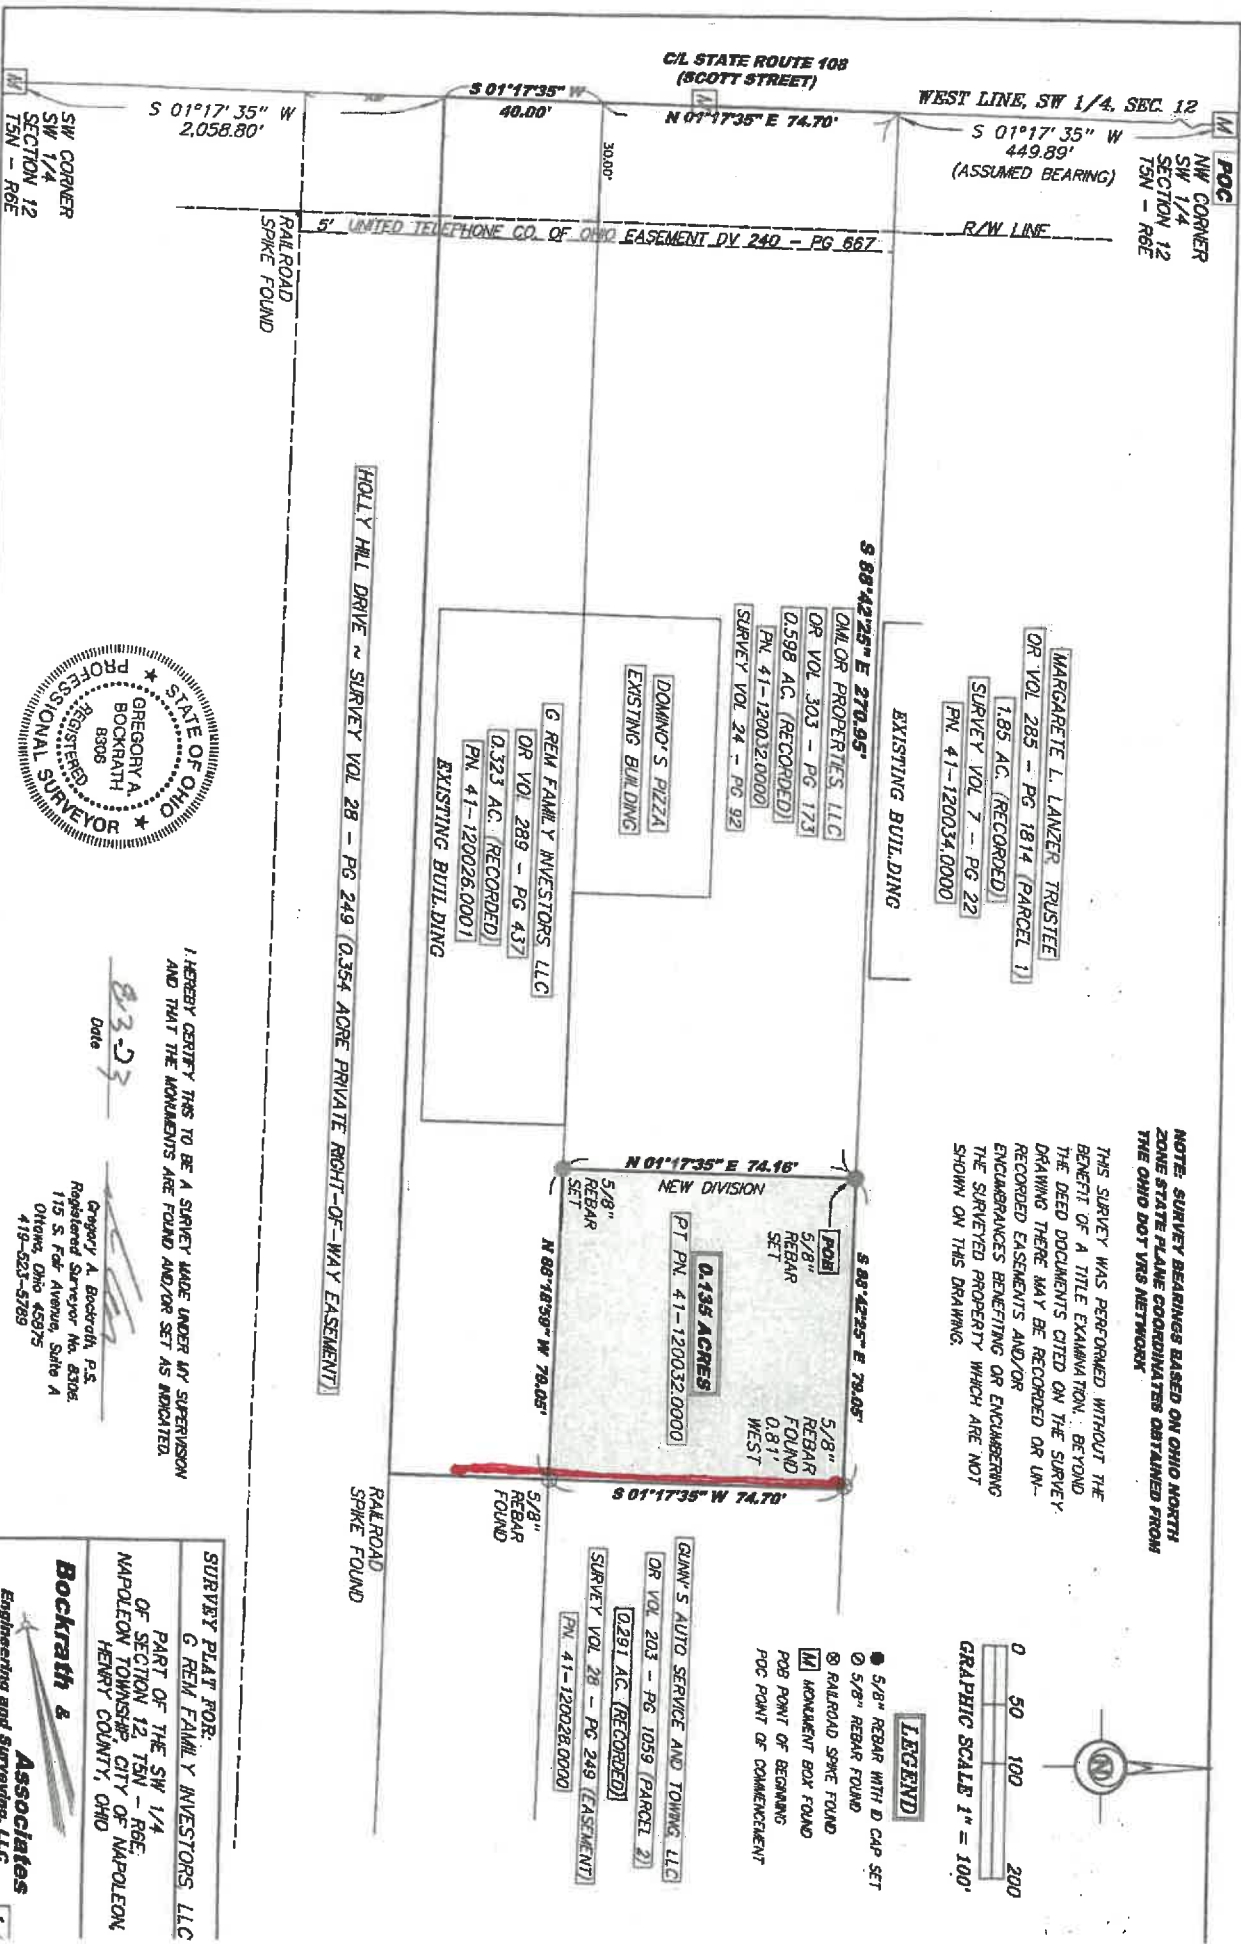 C/L STATE ROUTE 108
(SCOTT STREET)
WEST LINE, SW 1/4, SEC. 12
S 01°17'35" W
40.00'
N 01°17'35" E 74.70'
S 01°17'35" W
449.89'
(ASSUMED BEARING)
M
POC
NW CORNER
SW 1/4
SECTION 12
T5N - R6E
S 01°17'35" W
2,058.80'
M
SW CORNER
SW 1/4
SECTION 12
T5N - R6E
M
30.00'
R/W LINE
5' UNITED TELEPHONE CO. OF OHIO EASEMENT DV 240 - PG 667
RAILROAD
SPIKE FOUND
NOTE: SURVEY BEARINGS BASED ON OHIO NORTH
ZONE STATE PLANE COORDINATES OBTAINED FROM
THE OHIO DOT VRS NETWORK
THIS SURVEY WAS PERFORMED WITHOUT THE
BENEFIT OF A TITLE EXAMINATION. BEYOND
THE DEED DOCUMENTS CITED ON THE SURVEY
DRAWING THERE MAY BE RECORDED OR UN-
RECORDED EASEMENTS AND/OR
ENCUMBRANCES BENEFITING OR ENCUMBERING
THE SURVEYED PROPERTY WHICH ARE NOT
SHOWN ON THIS DRAWING.
MARGARETE L. LANZER, TRUSTEE
OR VOL 285 - PG 1814 (PARCEL 1)
1.85 AC. (RECORDED)
SURVEY VOL 7 - PG 22
PN. 41-120034.0000
EXISTING BUILDING
S 88°42'25" E 270.95'
OMLOR PROPERTIES, LLC
OR VOL 303 - PG 173
0.598 AC. (RECORDED)
PN. 41-120032.0000
SURVEY VOL 24 - PG 92
DOMINO'S PIZZA
EXISTING BUILDING
G REM FAMILY INVESTORS, LLC
OR VOL 289 - PG 437
0.323 AC. (RECORDED)
PN. 41-120026.0001
EXISTING BUILDING
HOLLY HILL DRIVE ~ SURVEY VOL 28 - PG 249 (0.354 ACRE PRIVATE RIGHT-OF-WAY EASEMENT)
S 88°42'25" E 79.05'
POB
5/8"
REBAR
SET
5/8"
REBAR
FOUND
0.81'
WEST
N 01°17'35" E 74.16'
NEW DIVISION
0.135 ACRES
PT PN. 41-120032.0000
5/8"
REBAR
SET
N 88°18'59" W 79.05'
S 01°17'35" W 74.70'
5/8"
REBAR
FOUND
RAILROAD
SPIKE FOUND
GUNN'S AUTO SERVICE AND TOWING LLC
OR VOL 203 - PG 1059 (PARCEL 2)
0.291 AC. (RECORDED)
SURVEY VOL 28 - PG 249 (EASEMENT)
PN. 41-120028.0000
N
0 50 100 200
GRAPHIC SCALE 1" = 100'
LEGEND
5/8" REBAR WITH ID CAP SET
5/8" REBAR FOUND
RAILROAD SPIKE FOUND
M MONUMENT BOX FOUND
POB POINT OF BEGINNING
POC POINT OF COMMENCEMENT
STATE OF OHIO
GREGORY A.
BOCKRATH
8306
REGISTERED
PROFESSIONAL SURVEYOR
I HEREBY CERTIFY THIS TO BE A SURVEY MADE UNDER MY SUPERVISION
AND THAT THE MONUMENTS ARE FOUND AND/OR SET AS INDICATED.
8-3-23
Date
Gregory A. Bockrath, P.S.
Registered Surveyor No. 8306
115 S. Fair Avenue, Suite A
Ottawa, Ohio 45875
419-523-5789
SURVEY PLAT FOR:
G REM FAMILY INVESTORS, LLC
PART OF THE SW 1/4
OF SECTION 12, T5N - R6E,
NAPOLEON TOWNSHIP, CITY OF NAPOLEON,
HENRY COUNTY, OHIO
Bockrath &
Associates
Engineering and Surveying, LLC